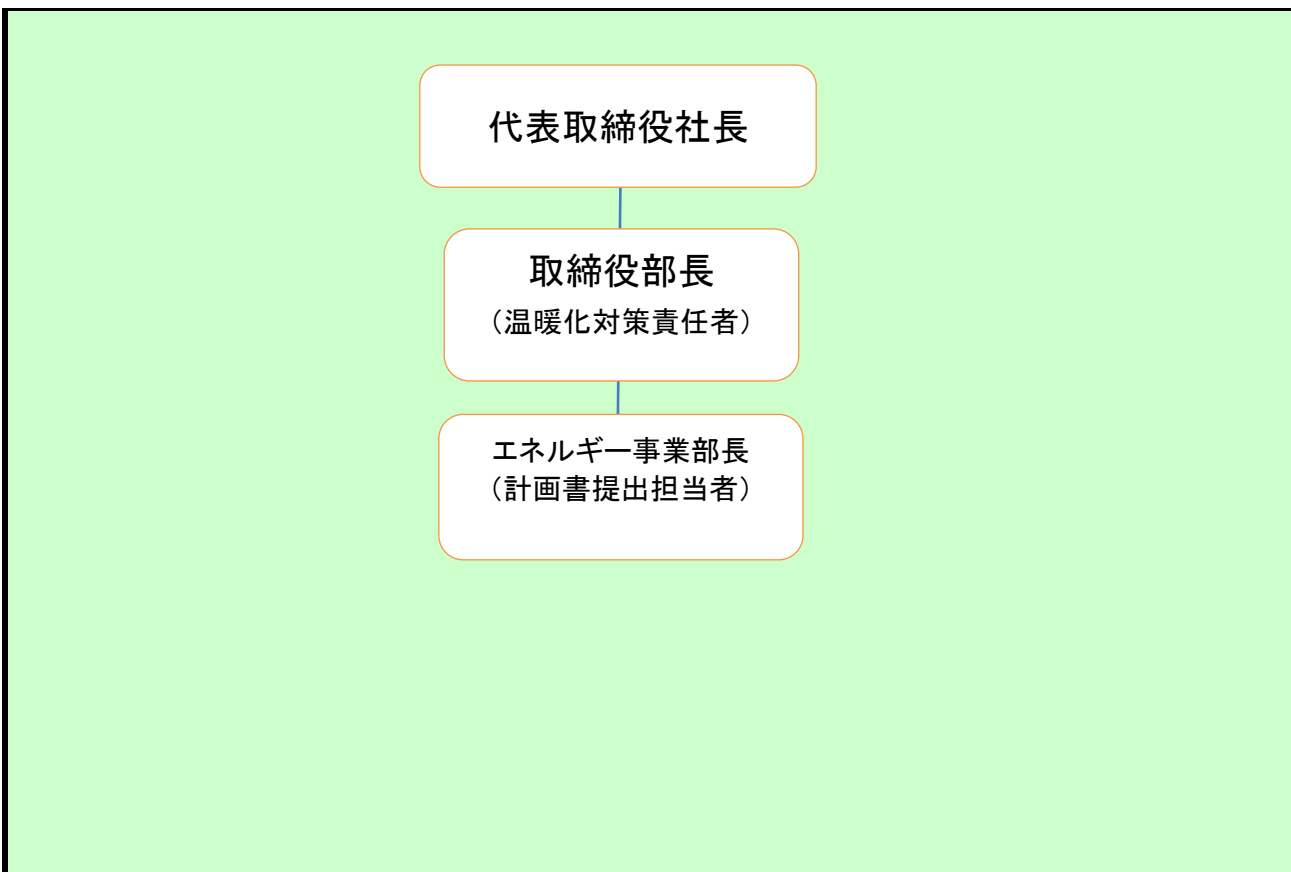 代表取締役社長
取締役部長
（温暖化対策責任者）
エネルギー事業部長
（計画書提出担当者）